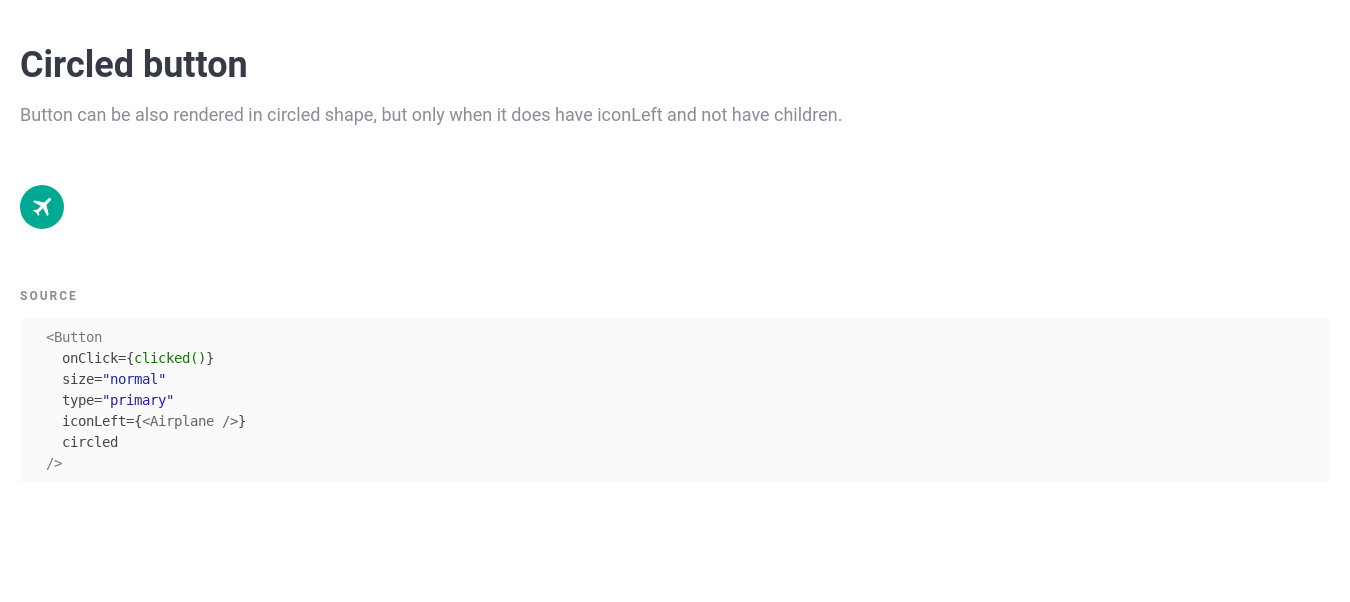 Circled button
Button can be also rendered in circled shape, but only when it does have iconLeft and not have children.
SOURCE
<Button
onClick={clicked()}
size="normal"
type="primary"
iconLeft={<Airplane />}
circled
/>